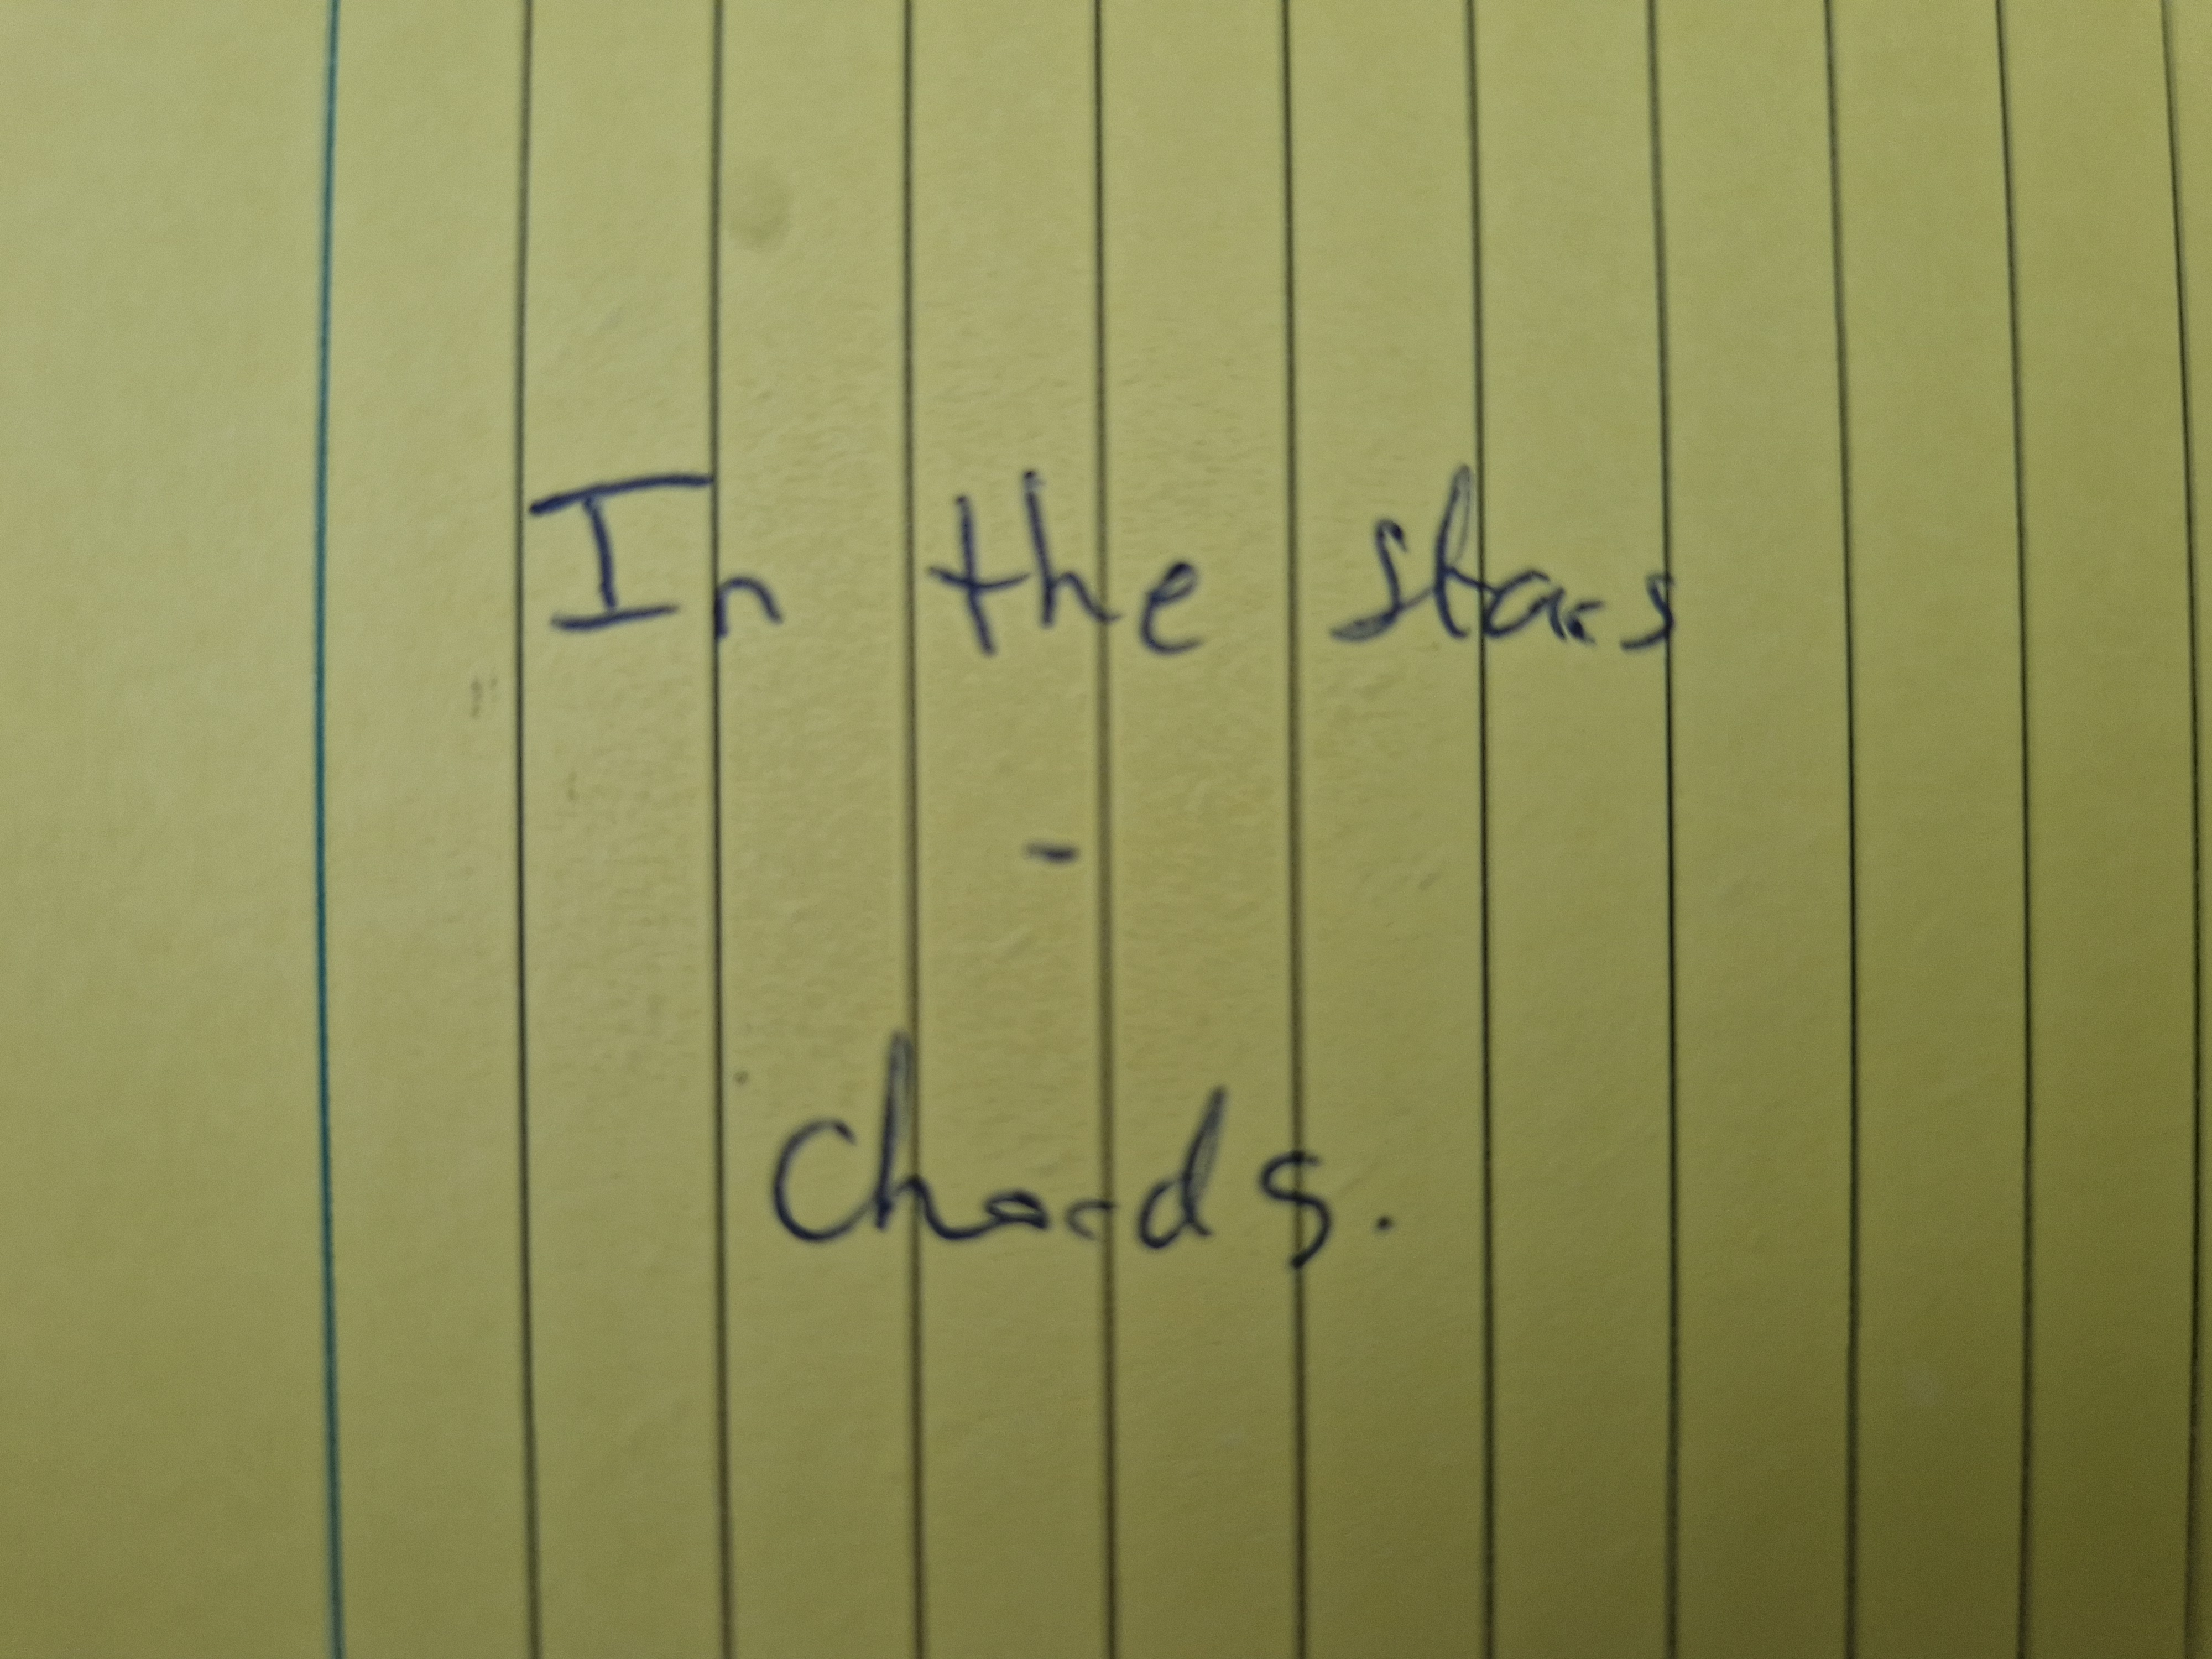 In the stars
-
Chords.